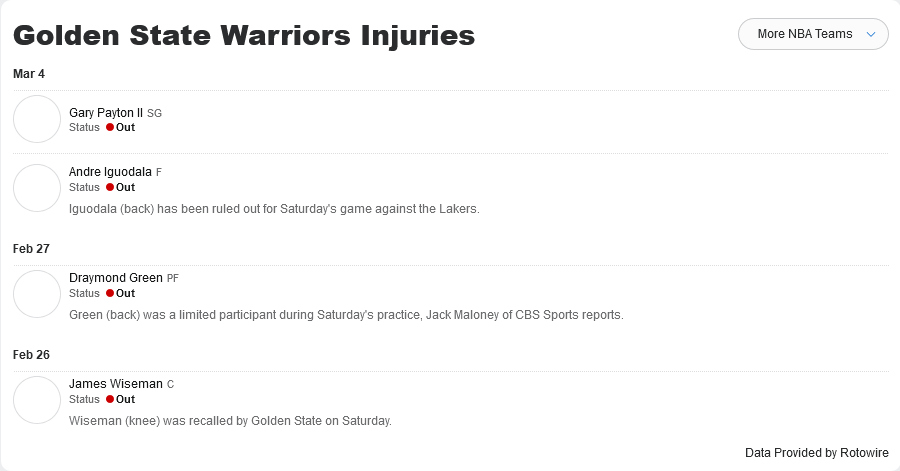 Golden State Warriors Injuries
More NBA Teams
Mar 4
Gary Payton II SG
Status Out
Andre Iguodala F
Status Out
Iguodala (back) has been ruled out for Saturday's game against the Lakers.
Feb 27
Draymond Green PF
Status Out
Green (back) was a limited participant during Saturday's practice, Jack Maloney of CBS Sports reports.
Feb 26
James Wiseman C
Status Out
Wiseman (knee) was recalled by Golden State on Saturday.
Data Provided by Rotowire